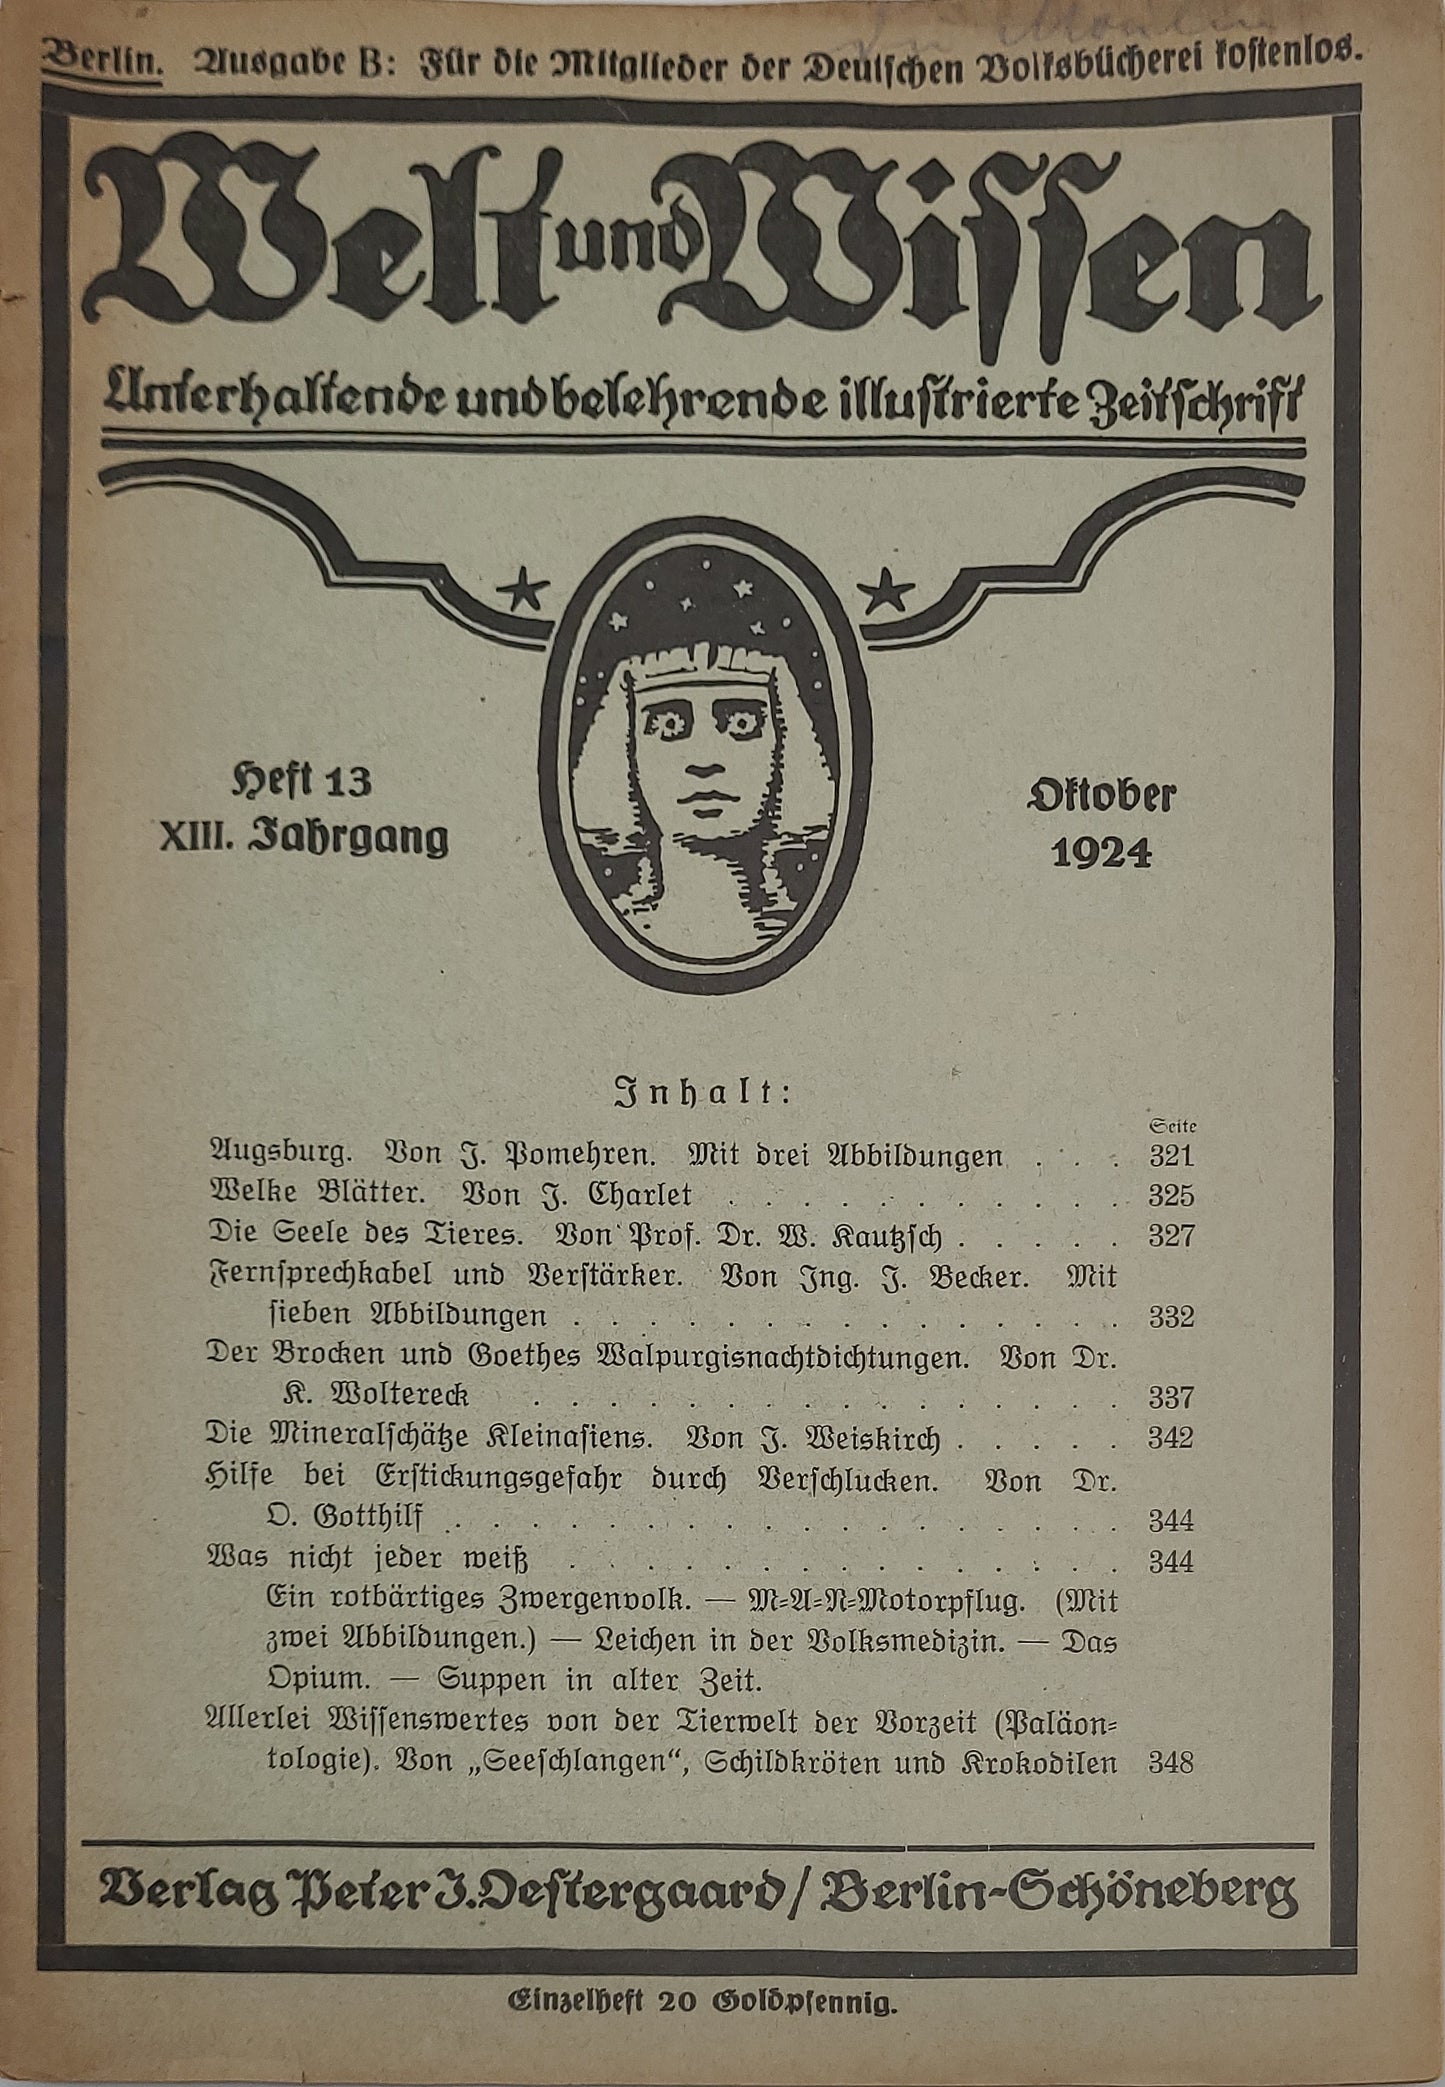 Berlin. Ausgabe B: Für die Mitglieder der Deutschen Volksbücherei kostenlos.
Welt und Wissen
Unterhaltende und belehrende illustrierte Zeitschrift
Heft 13
XIII. Jahrgang
Oktober
1924
Inhalt:
Seite
Augsburg. Von J. Pomehren. Mit drei Abbildungen . . . 321
Welke Blätter. Von J. Charlet . . . . . . . . . . . 325
Die Seele des Tieres. Von Prof. Dr. W. Kautzsch . . . . . 327
Fernsprechkabel und Verstärker. Von Ing. J. Becker. Mit
sieben Abbildungen . . . . . . . . . . . . . . . 332
Der Brocken und Goethes Walpurgisnachtdichtungen. Von Dr.
K. Woltereck . . . . . . . . . . . . . . . . 337
Die Mineralschätze Kleinasiens. Von J. Weiskirch . . . . . 342
Hilfe bei Erstickungsgefahr durch Verschlucken. Von Dr.
O. Gotthilf . . . . . . . . . . . . . . . . . . 344
Was nicht jeder weiß . . . . . . . . . . . . . . . 344
Ein rotbärtiges Zwergenvolk. — M-A-N-Motorpflug. (Mit
zwei Abbildungen.) — Leichen in der Volksmedizin. — Das
Opium. — Suppen in alter Zeit.
Allerlei Wissenswertes von der Tierwelt der Vorzeit (Paläon-
tologie). Von „Seeschlangen“, Schildkröten und Krokodilen 348
Verlag Peter J. Oestergaard / Berlin-Schöneberg
Einzelheft 20 Goldpfennig.